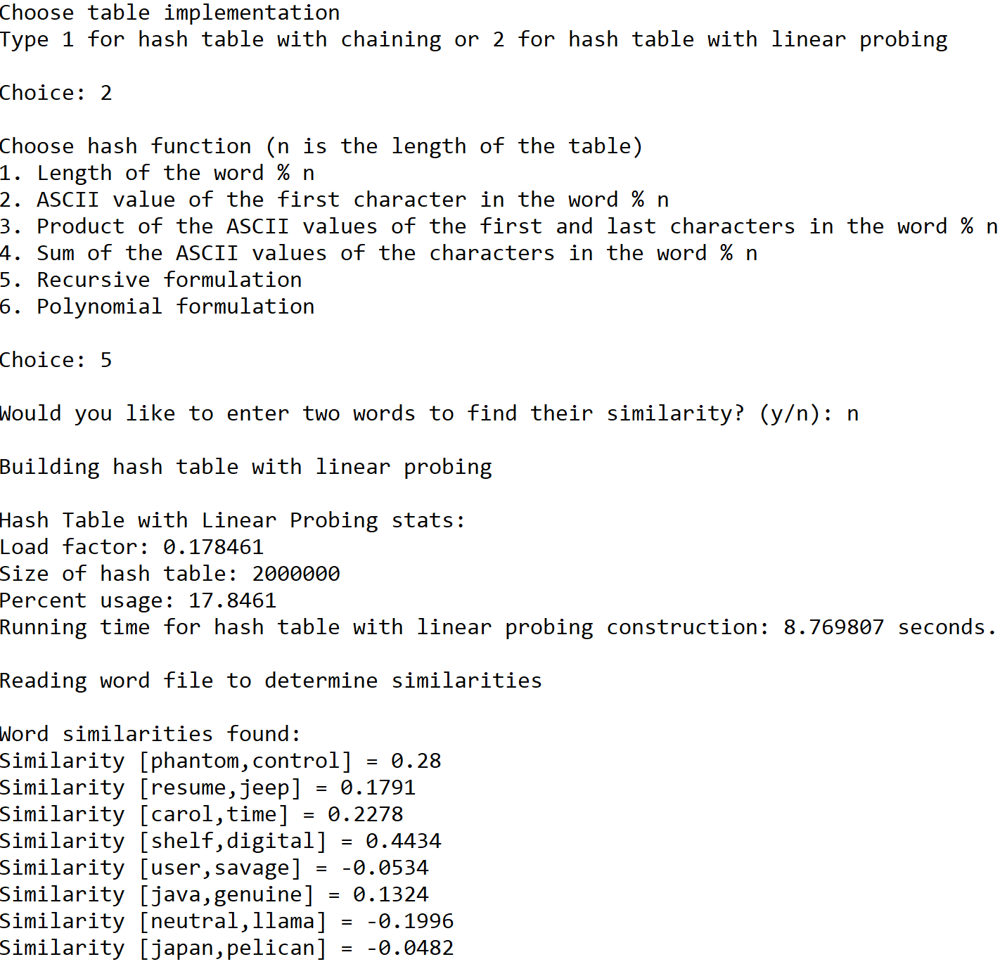 Choose table implementation
Type 1 for hash table with chaining or 2 for hash table with linear probing
Choice: 2
Choose hash function (n is the length of the table)
1. Length of the word % n
2. ASCII value of the first character in the word % n
3. Product of the ASCII values of the first and last characters in the word % n
4. Sum of the ASCII values of the characters in the word % n
5. Recursive formulation
6. Polynomial formulation
Choice: 5
Would you like to enter two words to find their similarity? (y/n): n
Building hash table with linear probing
Hash Table with Linear Probing stats:
Load factor: 0.178461
Size of hash table: 2000000
Percent usage: 17.8461
Running time for hash table with linear probing construction: 8.769807 seconds.
Reading word file to determine similarities
Word similarities found:
Similarity [phantom,control] = 0.28
Similarity [resume,jeep] = 0.1791
Similarity [carol,time] = 0.2278
Similarity [shelf,digital] = 0.4434
Similarity [user,savage] = -0.0534
Similarity [java,genuine] = 0.1324
Similarity [neutral,llama] = -0.1996
Similarity [japan,pelican] = -0.0482